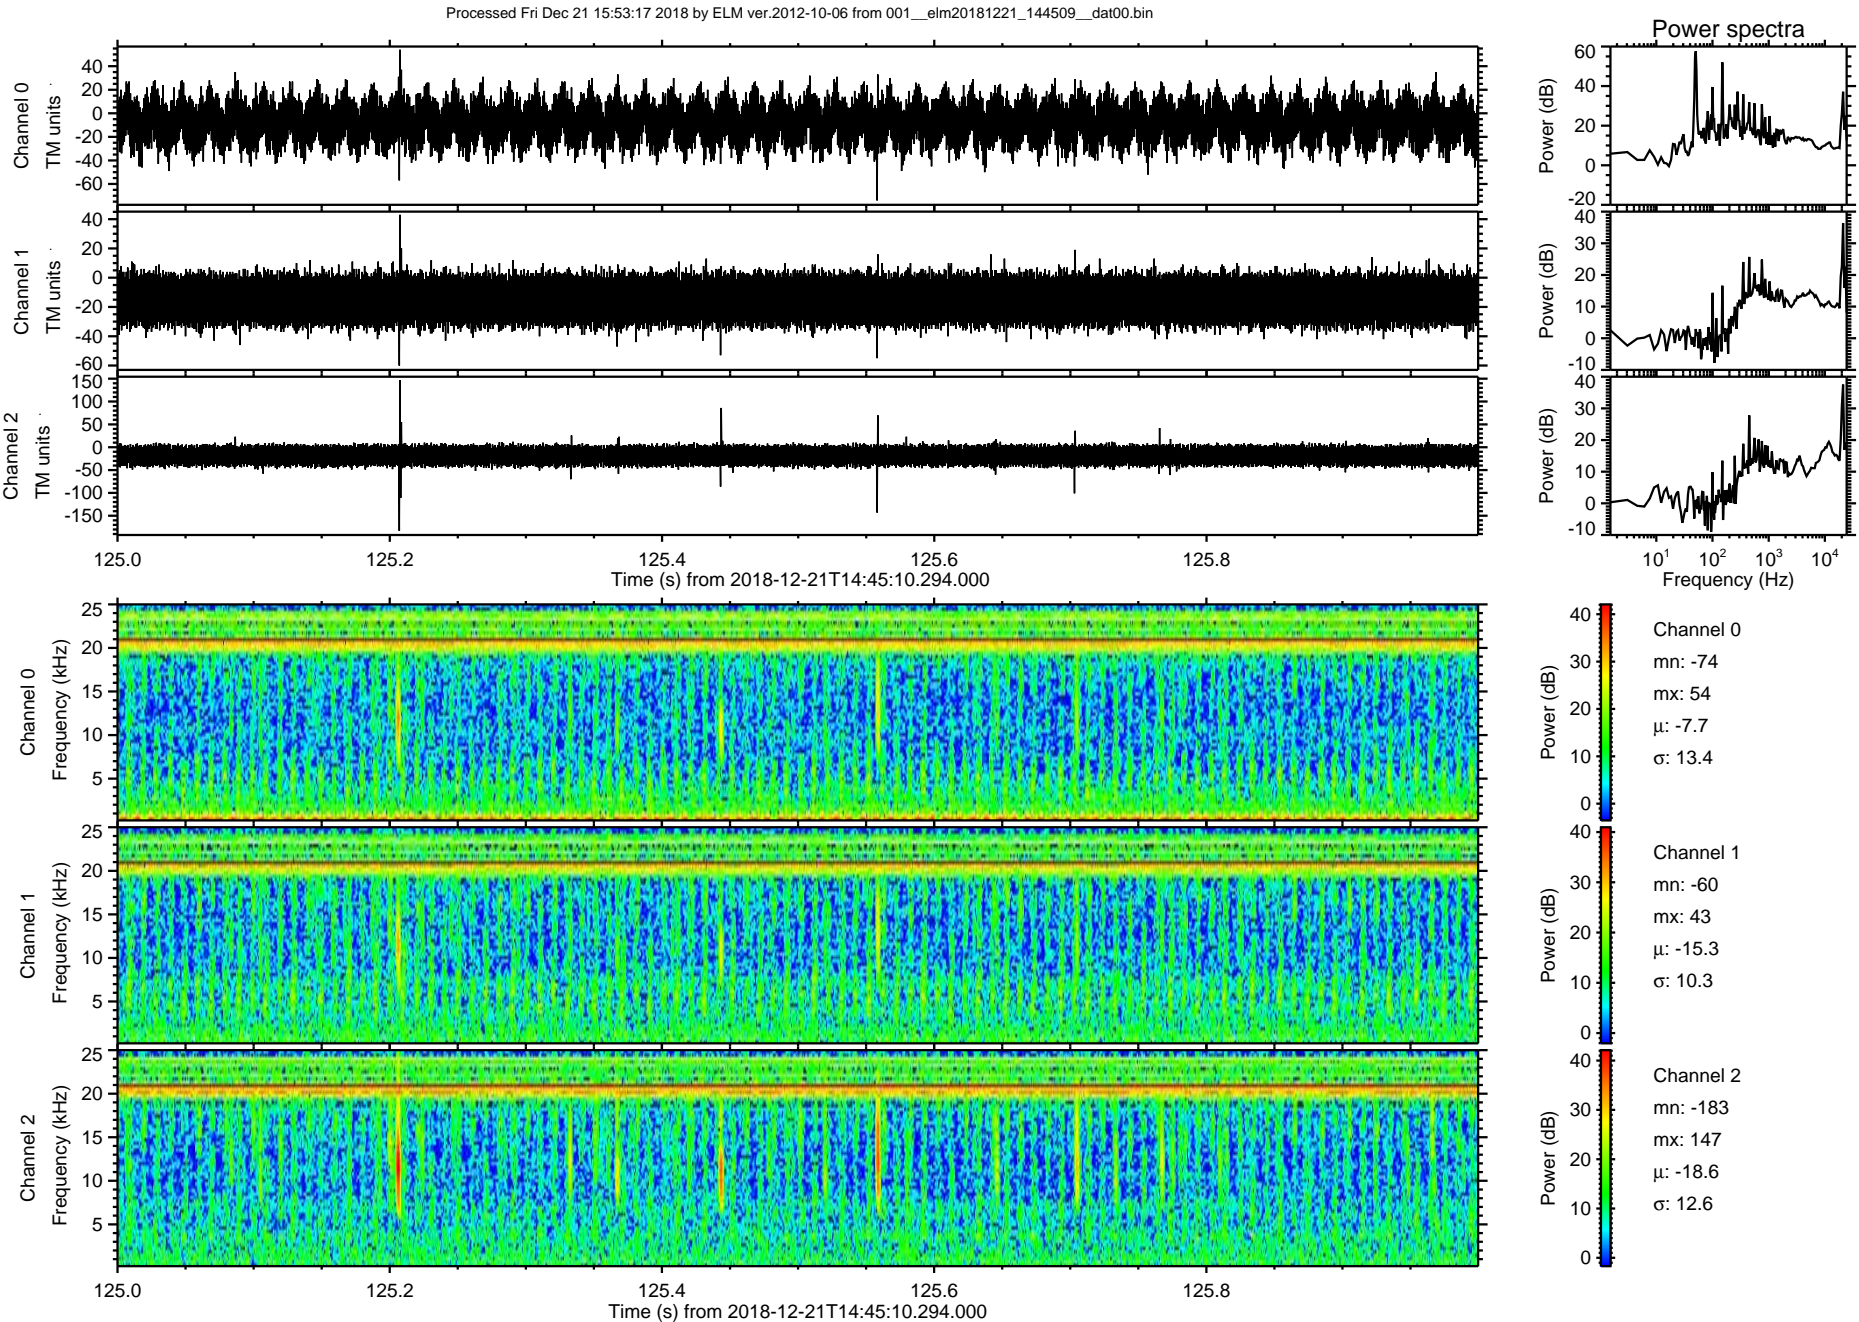 Processed Fri Dec 21 15:53:17 2018 by ELM ver.2012-10-06 from 001__elm20181221_144509__dat00.bin
Power spectra
Channel 0
TM units
40
20
0
-20
-40
-60
Power (dB)
60
40
20
0
-20
Channel 1
TM units
40
20
0
-20
-40
-60
Power (dB)
40
30
20
10
0
-10
Channel 2
TM units
150
100
50
0
-50
-100
-150
Power (dB)
40
30
20
10
0
-10
125.0 125.2 125.4 125.6 125.8
Time (s) from 2018-12-21T14:45:10.294.000
10^1 10^2 10^3 10^4
Frequency (Hz)
Channel 0
Frequency (kHz)
25
20
15
10
5
Power (dB)
40
30
20
10
0
Channel 0
mn: -74
mx: 54
μ: -7.7
σ: 13.4
Channel 1
Frequency (kHz)
25
20
15
10
5
Power (dB)
40
30
20
10
0
Channel 1
mn: -60
mx: 43
μ: -15.3
σ: 10.3
Channel 2
Frequency (kHz)
25
20
15
10
5
Power (dB)
40
30
20
10
0
Channel 2
mn: -183
mx: 147
μ: -18.6
σ: 12.6
125.0 125.2 125.4 125.6 125.8
Time (s) from 2018-12-21T14:45:10.294.000